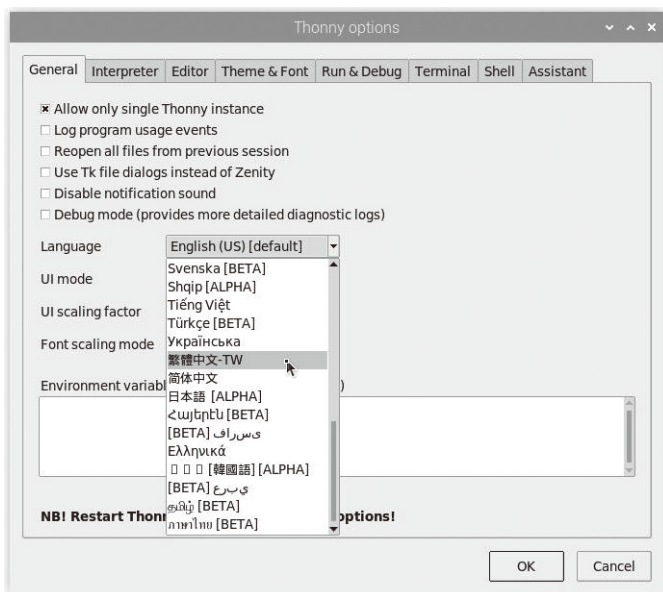 Thonny options
General Interpreter Editor Theme & Font Run & Debug Terminal Shell Assistant
Allow only single Thonny instance
Log program usage events
Reopen all files from previous session
Use Tk file dialogs instead of Zenity
Disable notification sound
Debug mode (provides more detailed diagnostic logs)
Language English (US) [default]
UI mode
UI scaling factor
Font scaling mode
Svenska [BETA]
Shqip [ALPHA]
Tiếng Việt
Türkçe [BETA]
Українська
繁體中文-TW
简体中文
日本語 [ALPHA]
Հայերեն [BETA]
[BETA] ىسراف
Ελληνικά
[韓國語] [ALPHA]
[BETA] يبرع
தமிழ் [BETA]
ภาษาไทย [BETA]
Environment variabl )
NB! Restart Thonn options!
OK Cancel